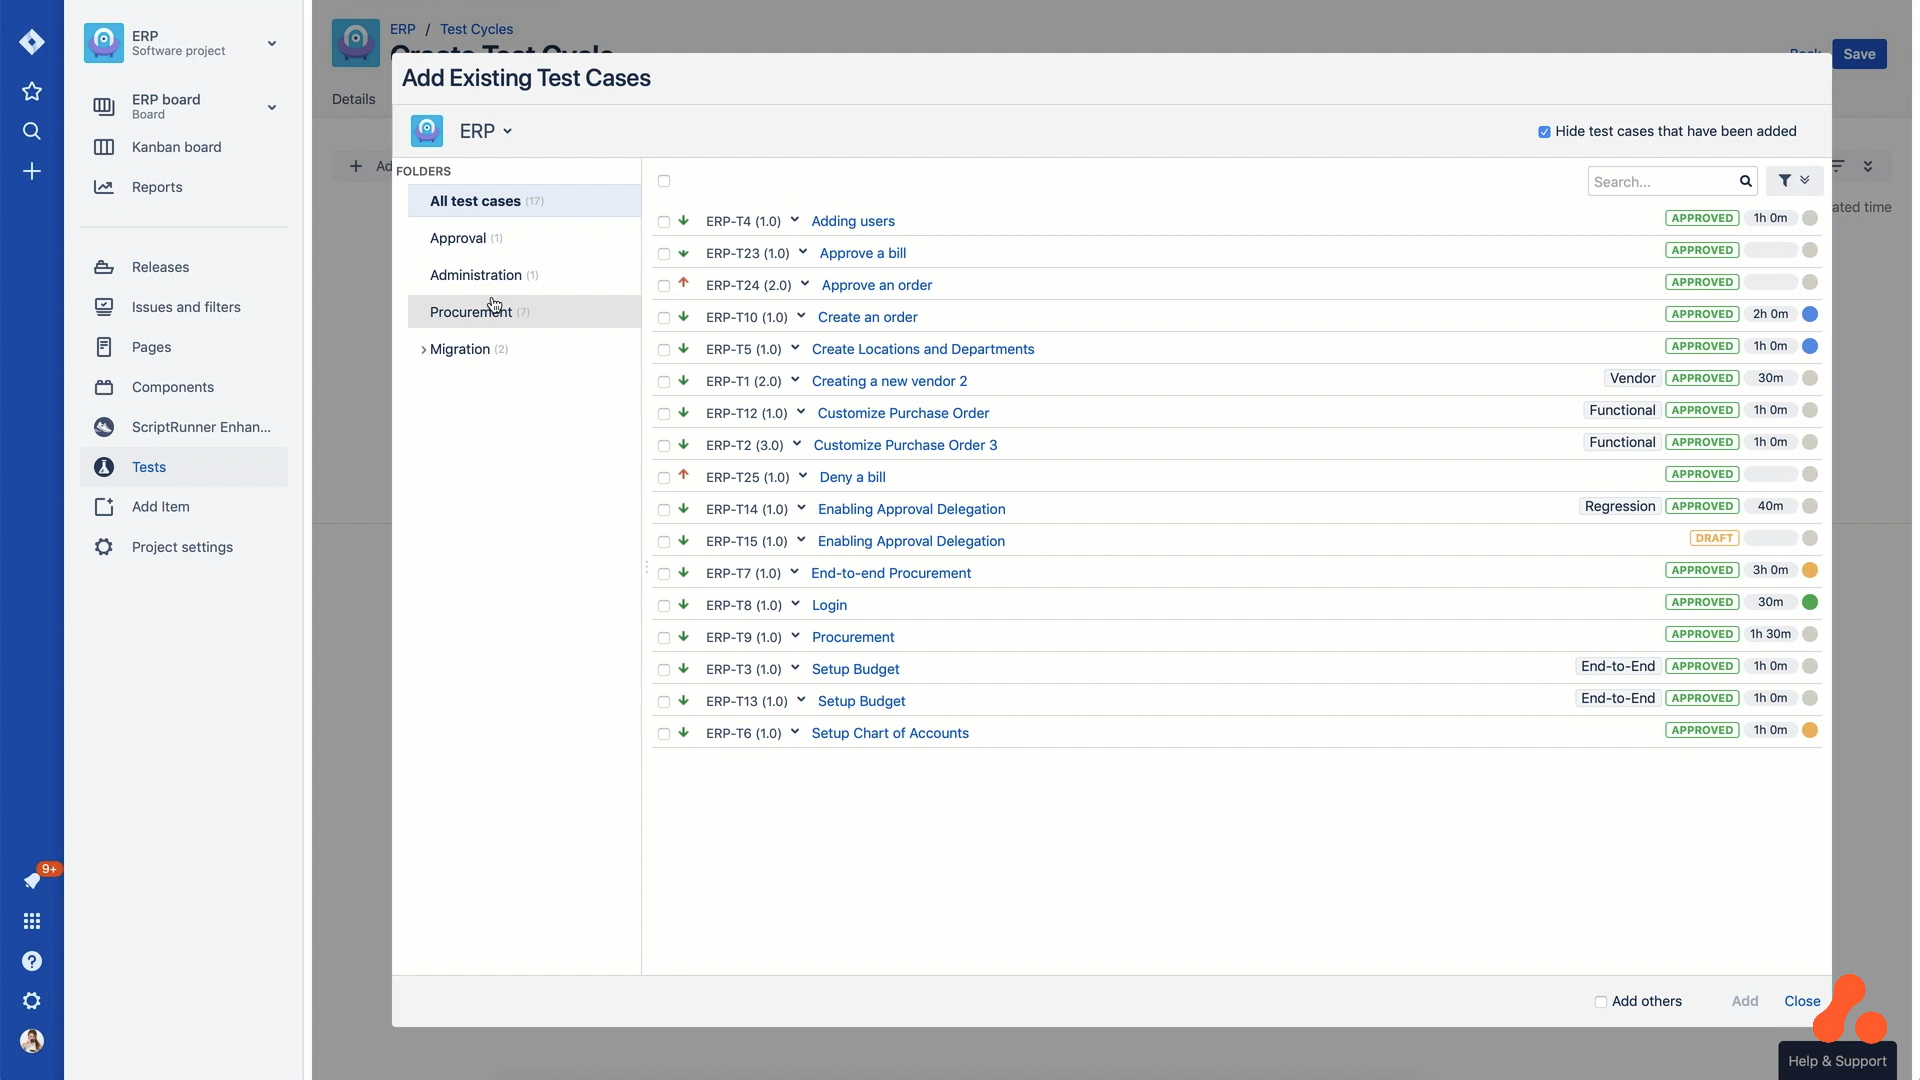 ERP
Software project
ERP board
Board
Kanban board
Reports
Releases
Issues and filters
Pages
Components
ScriptRunner Enhan...
Tests
Add Item
Project settings
9+
ERP / Test Cycles
Create Test Cycle
Back
Save
Details
Ad
ated time
Add Existing Test Cases
ERP
Hide test cases that have been added
FOLDERS
All test cases (17)
Approval (1)
Administration (1)
Procurement (7)
Migration (2)
Search...
ERP-T4 (1.0) Adding users APPROVED 1h 0m
ERP-T23 (1.0) Approve a bill APPROVED
ERP-T24 (2.0) Approve an order APPROVED
ERP-T10 (1.0) Create an order APPROVED 2h 0m
ERP-T5 (1.0) Create Locations and Departments APPROVED 1h 0m
ERP-T1 (2.0) Creating a new vendor 2 Vendor APPROVED 30m
ERP-T12 (1.0) Customize Purchase Order Functional APPROVED 1h 0m
ERP-T2 (3.0) Customize Purchase Order 3 Functional APPROVED 1h 0m
ERP-T25 (1.0) Deny a bill APPROVED
ERP-T14 (1.0) Enabling Approval Delegation Regression APPROVED 40m
ERP-T15 (1.0) Enabling Approval Delegation DRAFT
ERP-T7 (1.0) End-to-end Procurement APPROVED 3h 0m
ERP-T8 (1.0) Login APPROVED 30m
ERP-T9 (1.0) Procurement APPROVED 1h 30m
ERP-T3 (1.0) Setup Budget End-to-End APPROVED 1h 0m
ERP-T13 (1.0) Setup Budget End-to-End APPROVED 1h 0m
ERP-T6 (1.0) Setup Chart of Accounts APPROVED 1h 0m
Add others
Add
Close
Help & Support